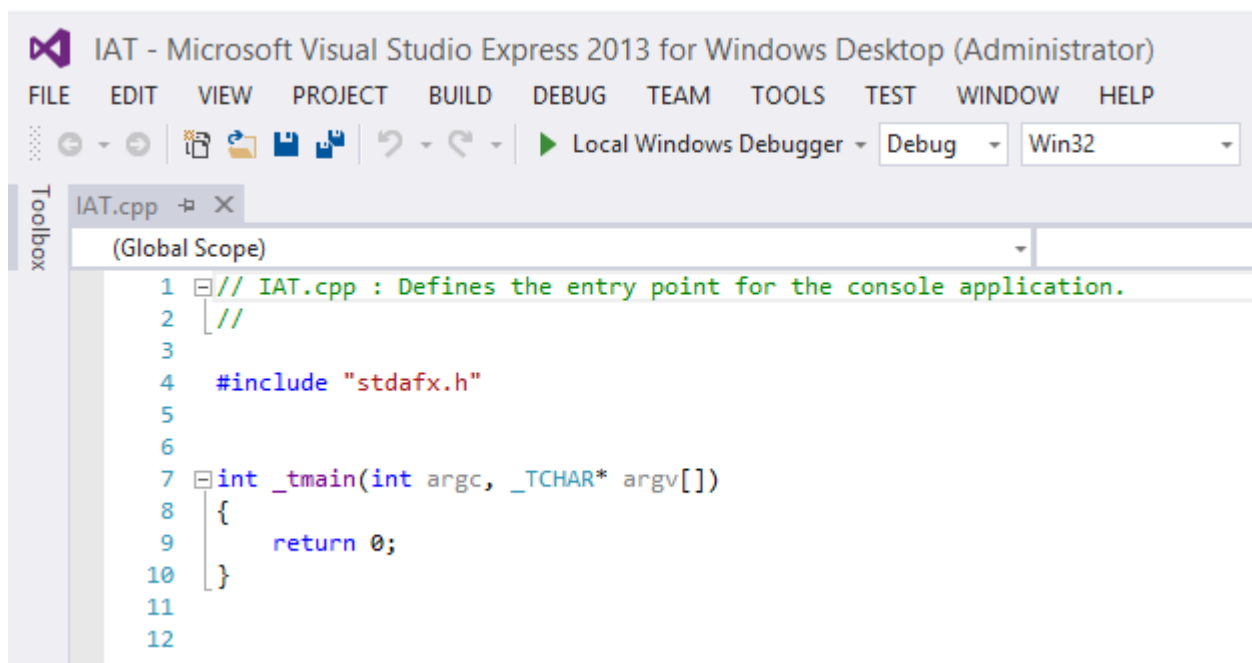 IAT - Microsoft Visual Studio Express 2013 for Windows Desktop (Administrator)
FILE EDIT VIEW PROJECT BUILD DEBUG TEAM TOOLS TEST WINDOW HELP
Local Windows Debugger Debug Win32
Toolbox
IAT.cpp
(Global Scope)
1 // IAT.cpp : Defines the entry point for the console application.
2 //
3
4 #include "stdafx.h"
5
6
7 int _tmain(int argc, _TCHAR* argv[])
8 {
9 return 0;
10 }
11
12